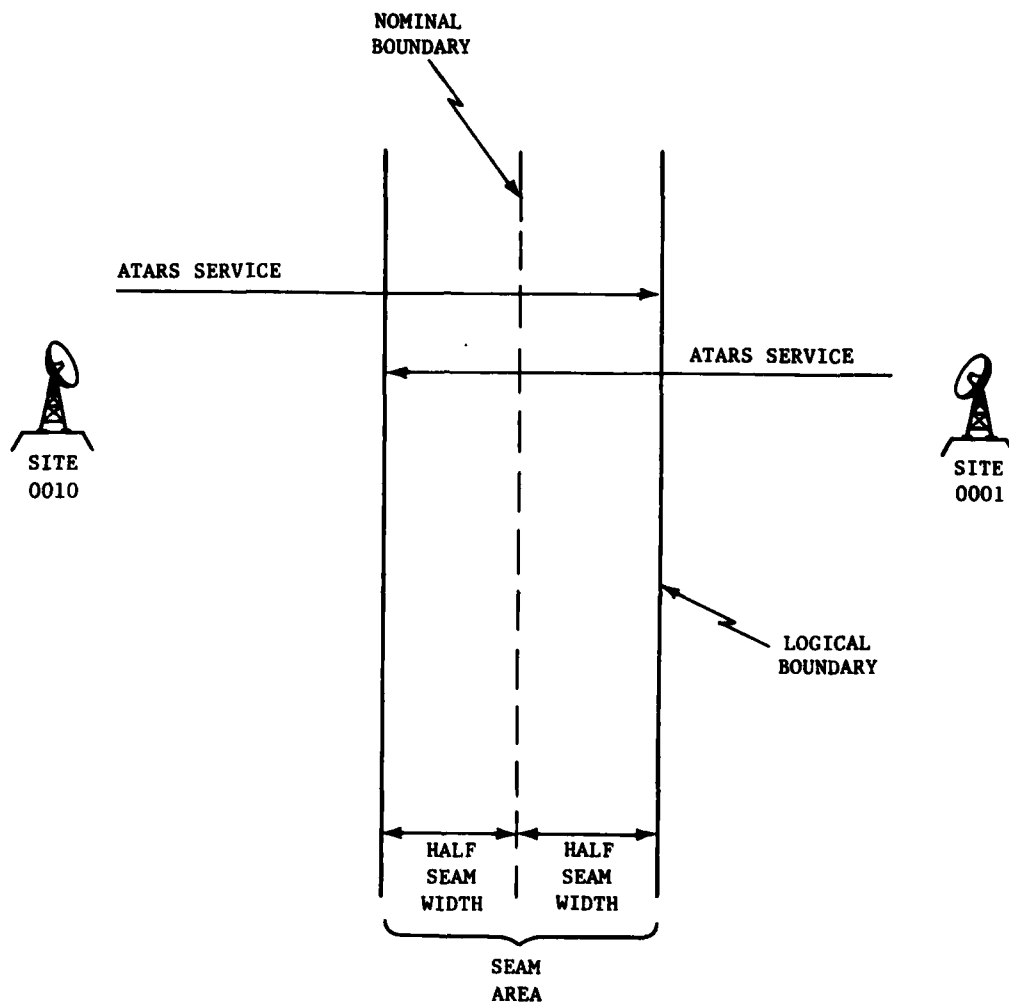 NOMINAL
BOUNDARY
ATARS SERVICE
ATARS SERVICE
SITE
0010
SITE
0001
LOGICAL
BOUNDARY
HALF
SEAM
WIDTH
HALF
SEAM
WIDTH
SEAM
AREA